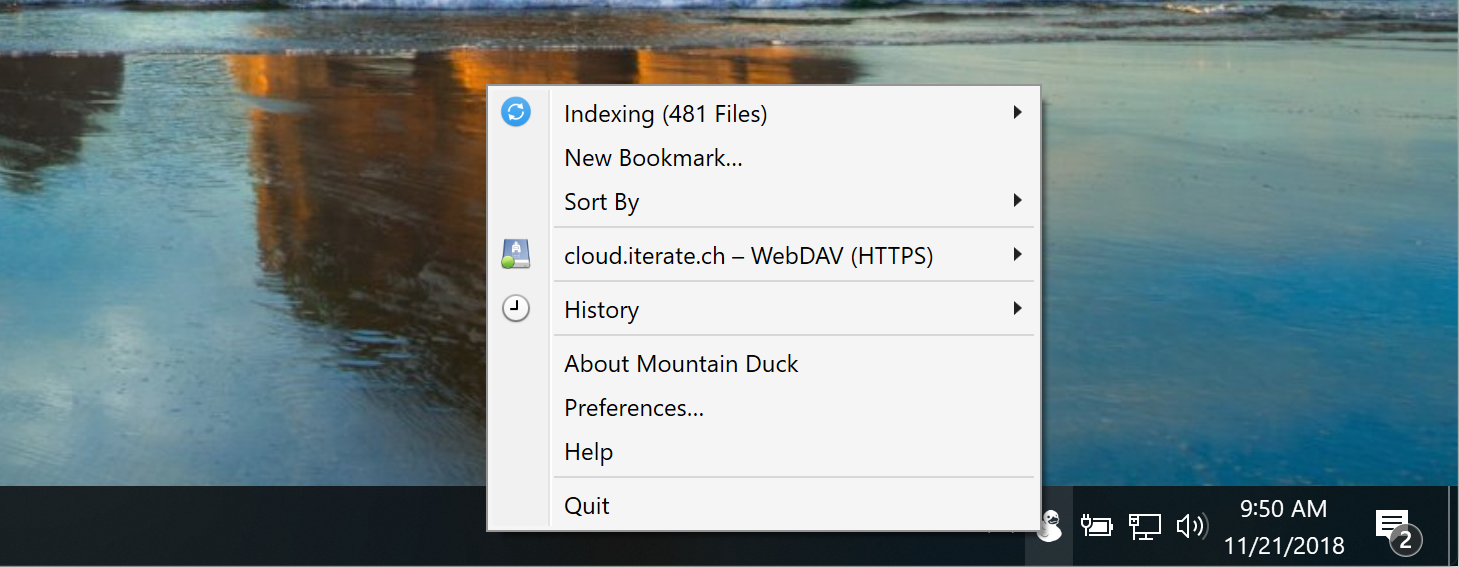 Indexing (481 Files)
New Bookmark...
Sort By
cloud.iterate.ch – WebDAV (HTTPS)
History
About Mountain Duck
Preferences...
Help
Quit
9:50 AM
11/21/2018
2